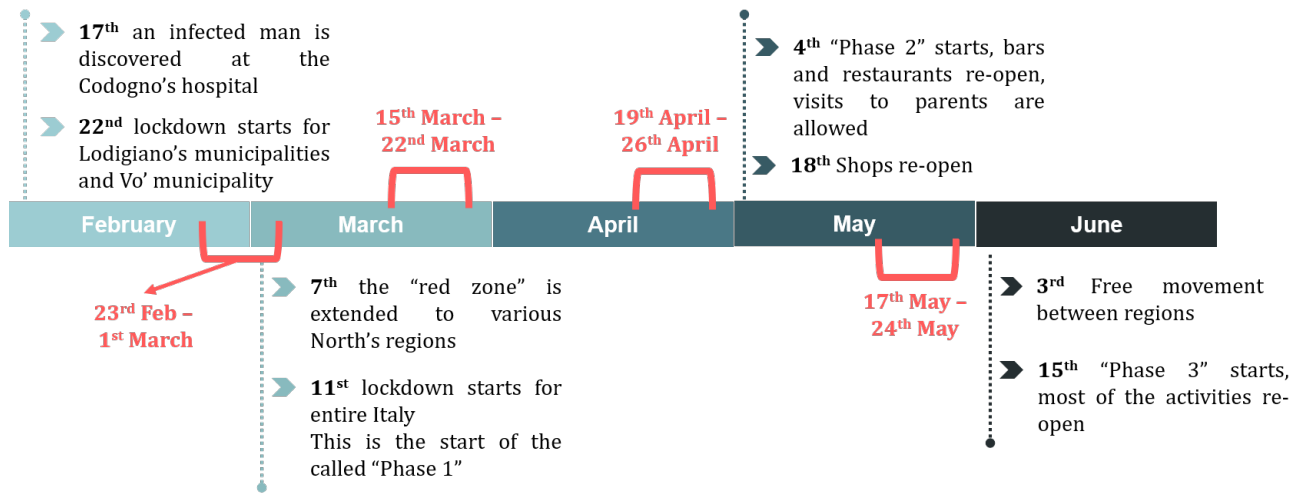 17th an infected man is
discovered at the
Codogno’s hospital
22nd lockdown starts for
Lodigiano’s municipalities
and Vo’ municipality
15th March –
22nd March
19th April –
26th April
4th “Phase 2” starts, bars
and restaurants re-open,
visits to parents are
allowed
18th Shops re-open
February
March
April
May
June
23rd Feb –
1st March
7th the “red zone” is
extended to various
North’s regions
11st lockdown starts for
entire Italy
This is the start of the
called “Phase 1”
17th May –
24th May
3rd Free movement
between regions
15th “Phase 3” starts,
most of the activities re-
open